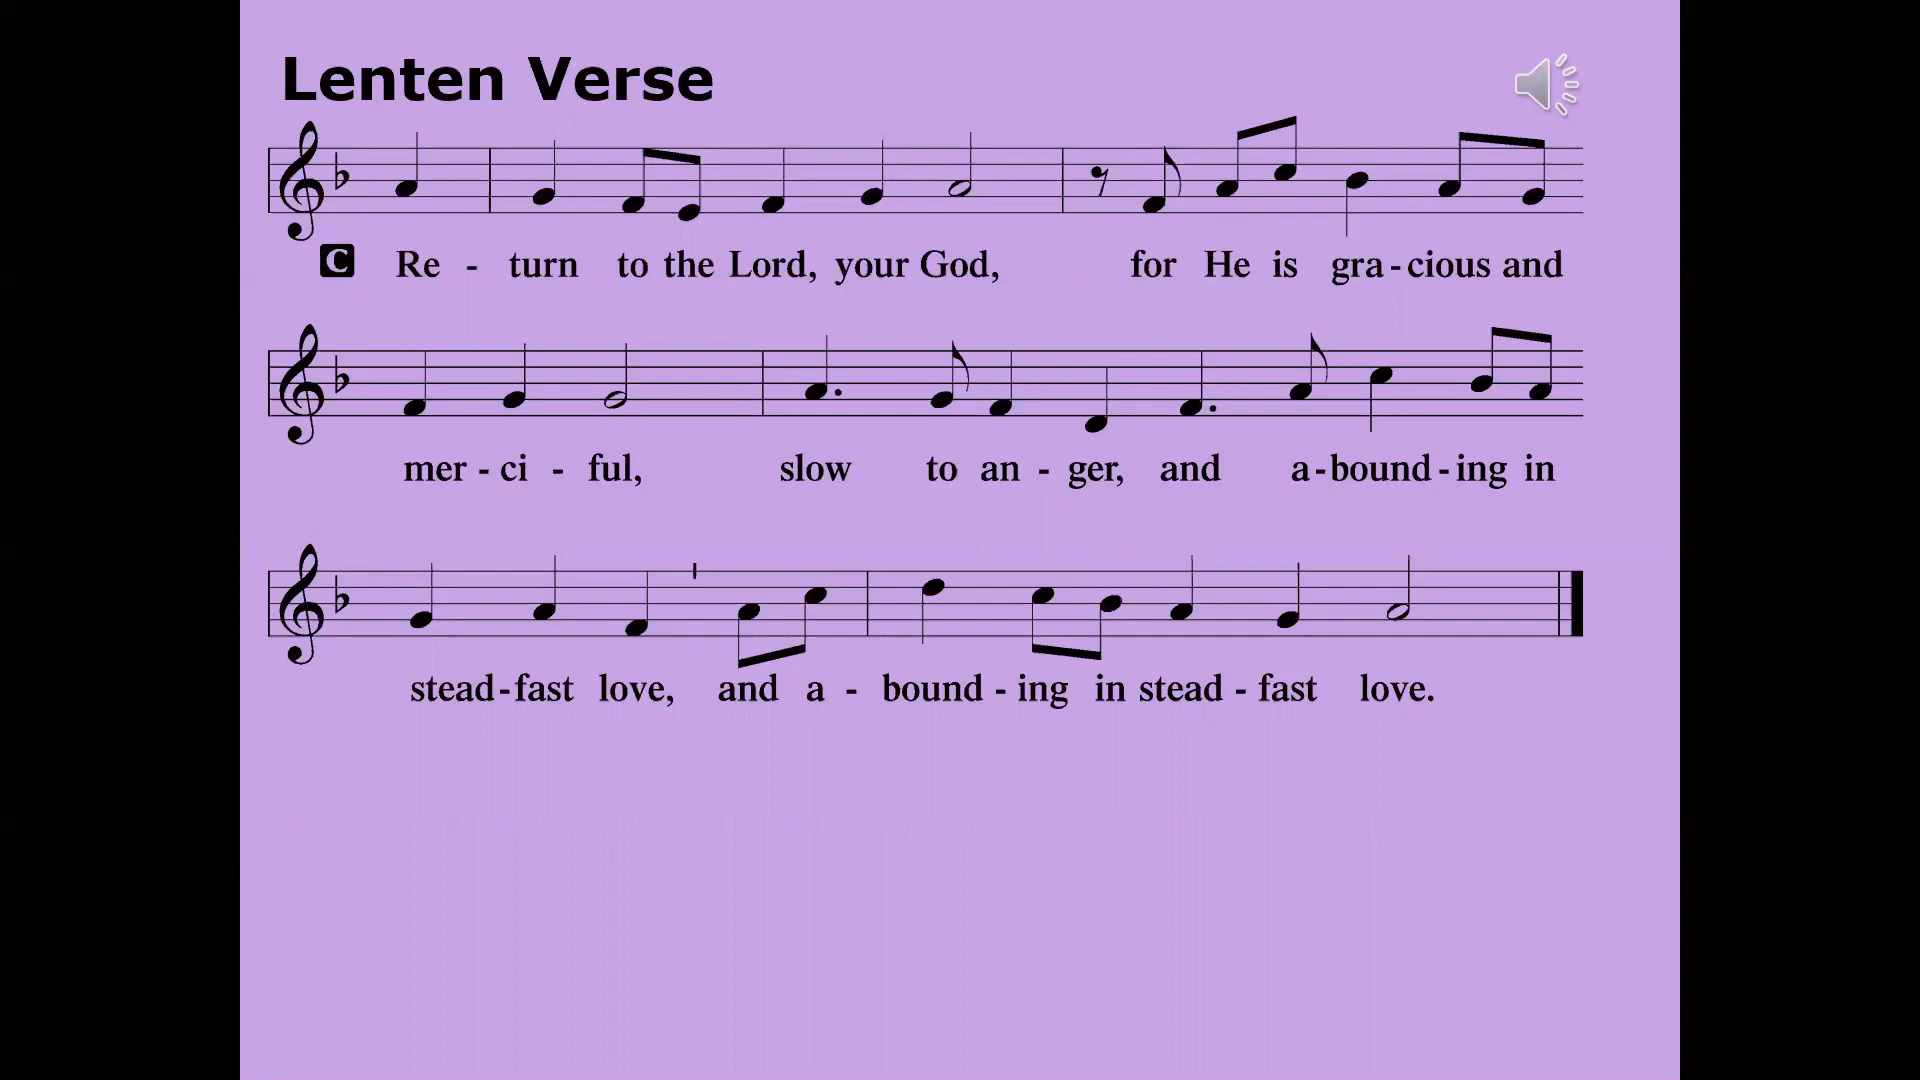 Lenten Verse
C Re - turn to the Lord, your God, for He is gra - cious and
mer - ci - ful, slow to an - ger, and a - bound - ing in
stead - fast love, and a - bound - ing in stead - fast love.